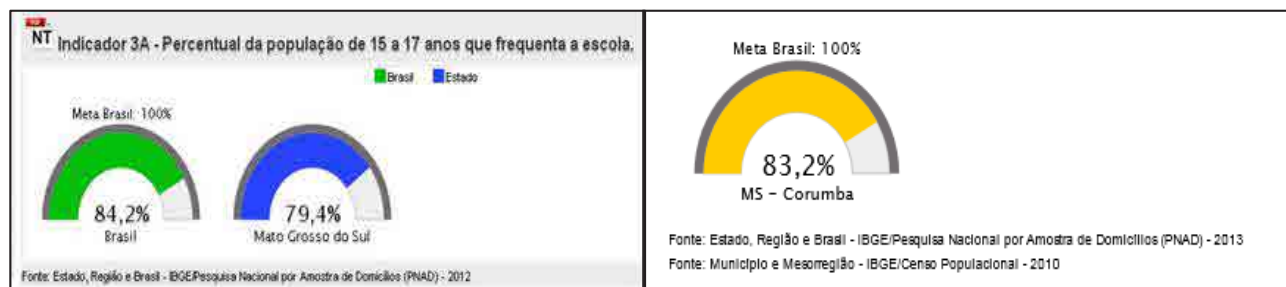 NT Indicador 3A - Percentual da população de 15 a 17 anos que frequenta a escola.
Brasil Estado
Meta Brasil: 100%
84,2%
Brasil
79,4%
Mato Grosso do Sul
Fonte: Estado, Região e Brasil - IBGE/Pesquisa Nacional por Amostra de Domicílios (PNAD) - 2012
Meta Brasil: 100%
83,2%
MS - Corumba
Fonte: Estado, Região e Brasil - IBGE/Pesquisa Nacional por Amostra de Domicílios (PNAD) - 2013
Fonte: Município e Mesorregião - IBGE/Censo Populacional - 2010